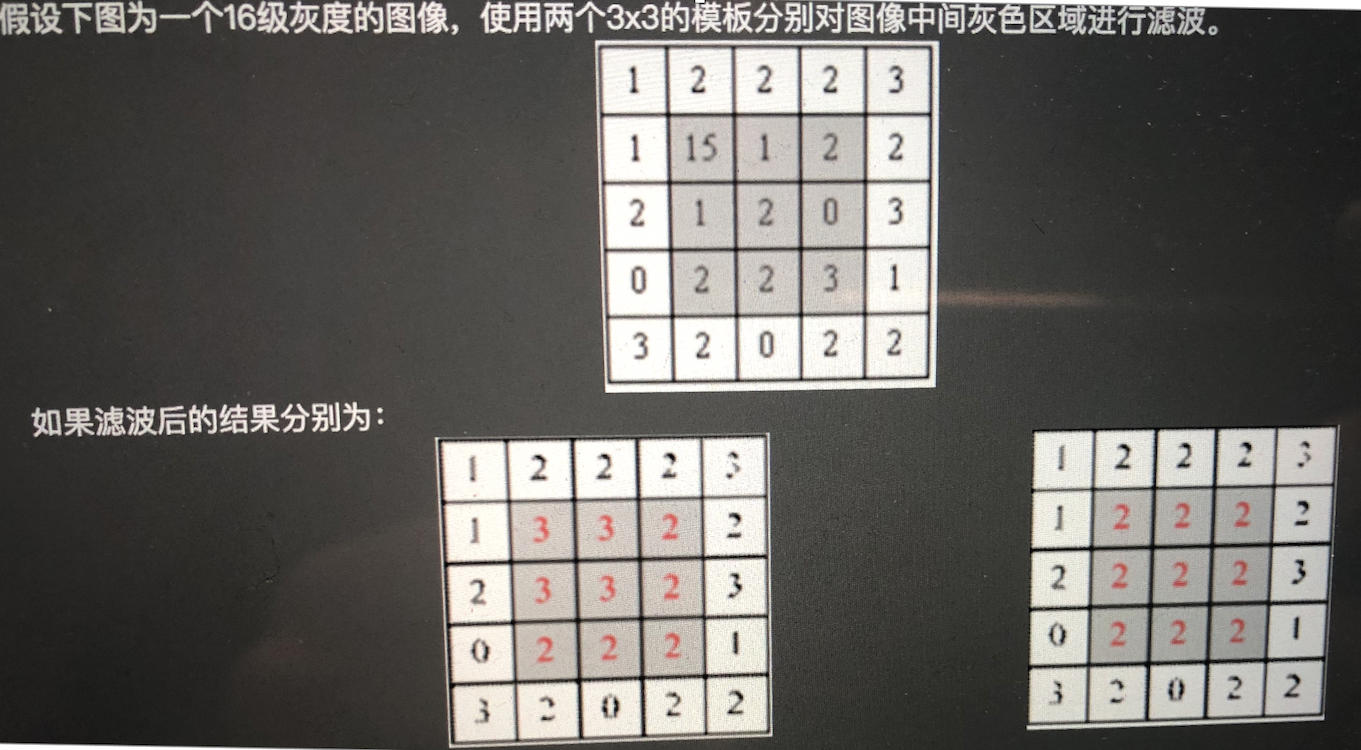 假设下图为一个16级灰度的图像，使用两个3x3的模板分别对图像中间灰色区域进行滤波。
1 2 2 2 3
1 15 1 2 2
2 1 2 0 3
0 2 2 3 1
3 2 0 2 2
如果滤波后的结果分别为：
1 2 2 2 3
1 3 3 2 2
2 3 3 2 3
0 2 2 2 1
3 2 0 2 2
1 2 2 2 3
1 2 2 2 2
2 2 2 2 3
0 2 2 2 1
3 2 0 2 2